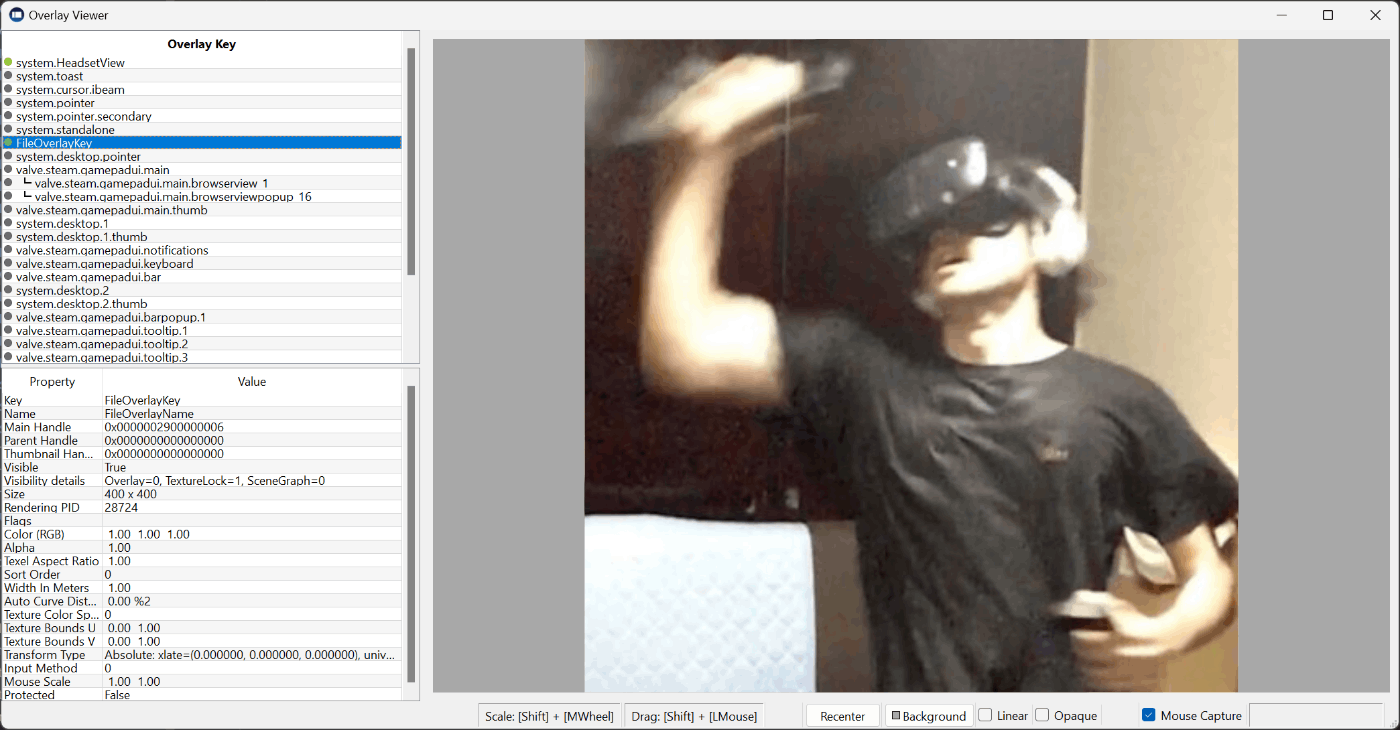 Overlay Viewer
Overlay Key
system.HeadsetView
system.toast
system.cursor.ibeam
system.pointer
system.pointer.secondary
system.standalone
FileOverlayKey
system.desktop.pointer
valve.steam.gamepadui.main
valve.steam.gamepadui.main.browserview 1
valve.steam.gamepadui.main.browserviewpopup 16
valve.steam.gamepadui.main.thumb
system.desktop.1
system.desktop.1.thumb
valve.steam.gamepadui.notifications
valve.steam.gamepadui.keyboard
valve.steam.gamepadui.bar
system.desktop.2
system.desktop.2.thumb
valve.steam.gamepadui.barpopup.1
valve.steam.gamepadui.tooltip.1
valve.steam.gamepadui.tooltip.2
valve.steam.gamepadui.tooltip.3
Property Value
Key FileOverlayKey
Name FileOverlayName
Main Handle 0x0000002900000006
Parent Handle 0x0000000000000000
Thumbnail Han... 0x0000000000000000
Visible True
Visibility details Overlay=0, TextureLock=1, SceneGraph=0
Size 400 x 400
Rendering PID 28724
Flags
Color (RGB) 1.00 1.00 1.00
Alpha 1.00
Texel Aspect Ratio 1.00
Sort Order 0
Width In Meters 1.00
Auto Curve Dist... 0.00 %2
Texture Color Sp... 0
Texture Bounds U 0.00 1.00
Texture Bounds V 0.00 1.00
Transform Type Absolute: xlate=(0.000000, 0.000000, 0.000000), univ...
Input Method 0
Mouse Scale 1.00 1.00
Protected False
Scale: [Shift] + [MWheel] Drag: [Shift] + [LMouse] Recenter Background Linear Opaque Mouse Capture